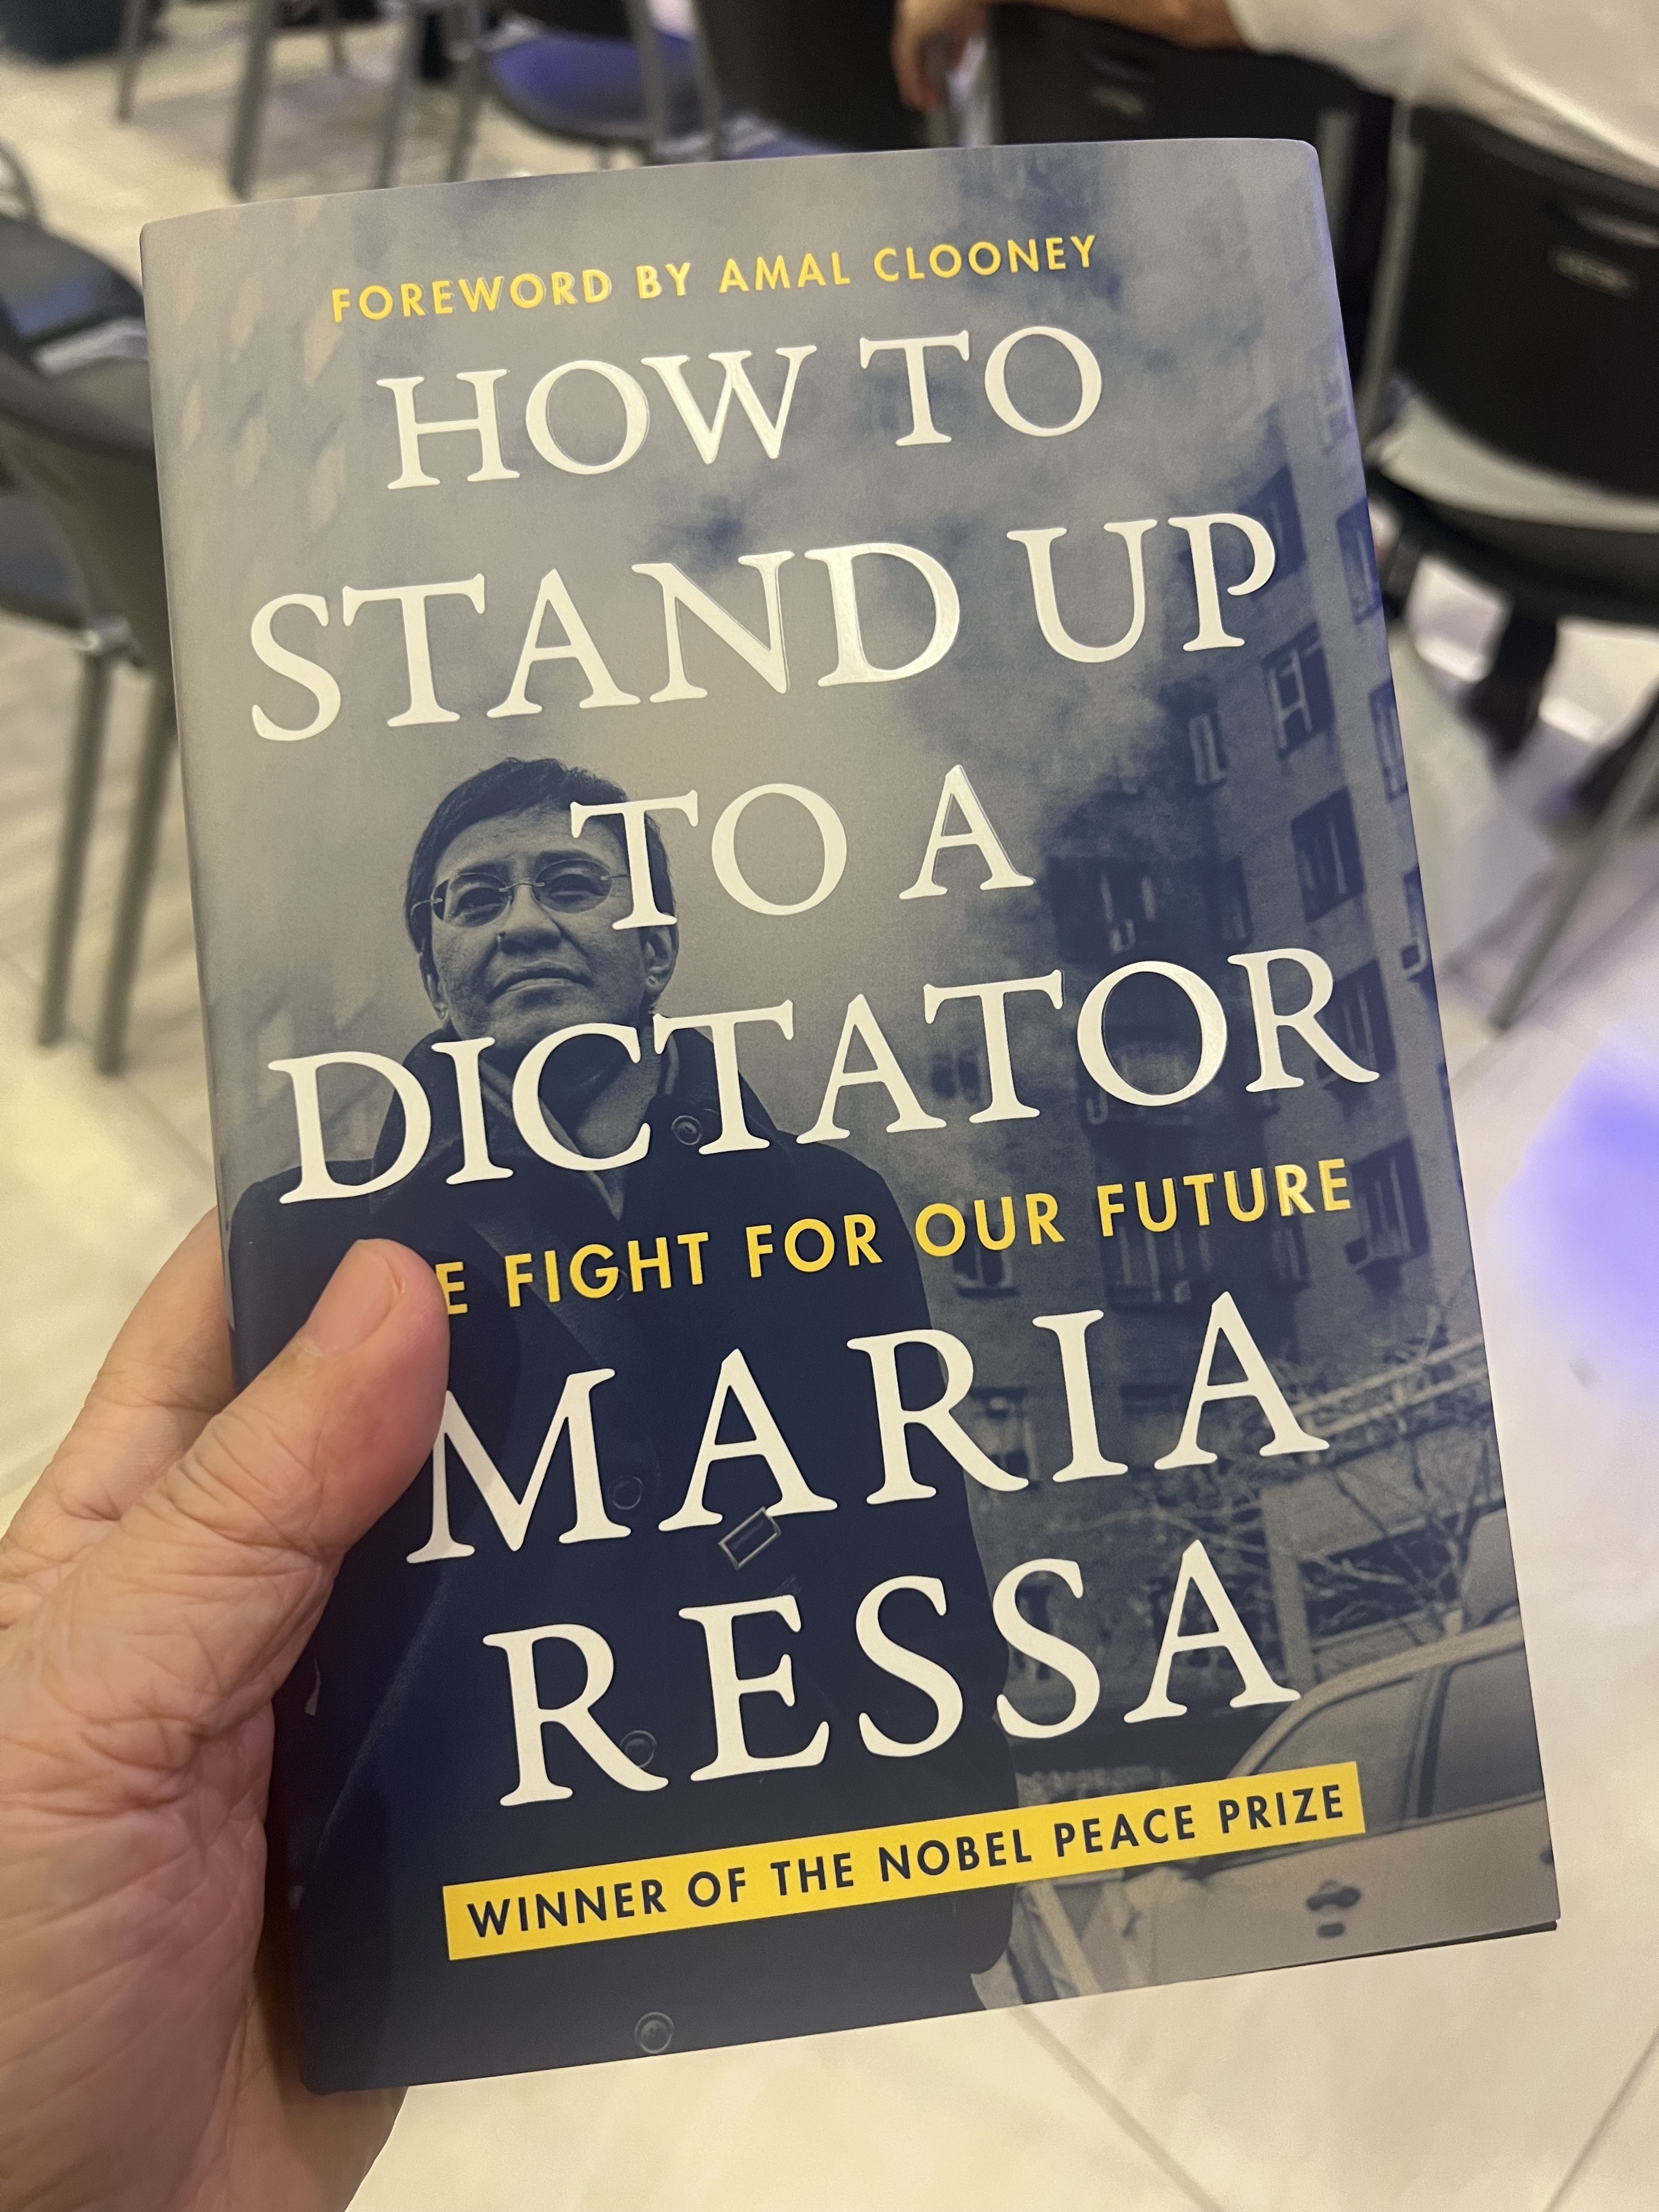 FOREWORD BY AMAL CLOONEY
HOW TO
STAND UP
TO A
DICTATOR
E FIGHT FOR OUR FUTURE
MARIA
RESSA
WINNER OF THE NOBEL PEACE PRIZE